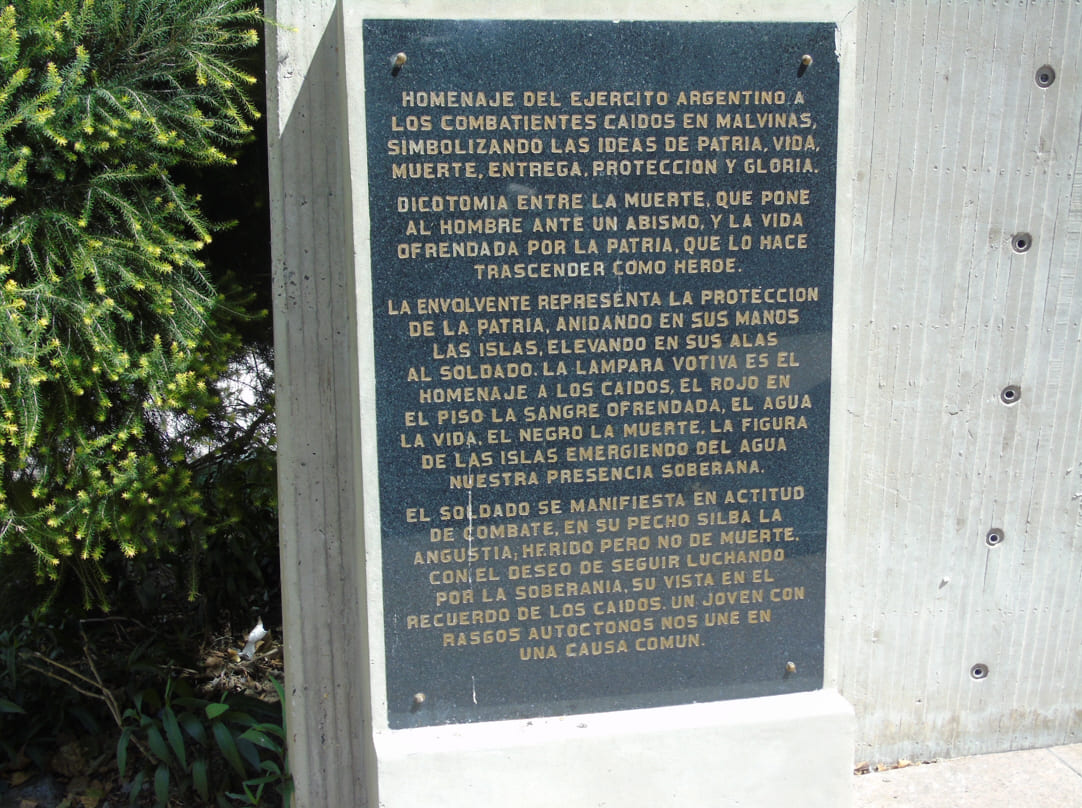 HOMENAJE DEL EJERCITO ARGENTINO A
LOS COMBATIENTES CAIDOS EN MALVINAS,
SIMBOLIZANDO LAS IDEAS DE PATRIA, VIDA,
MUERTE, ENTREGA, PROTECCION Y GLORIA.
DICOTOMIA ENTRE LA MUERTE, QUE PONE
AL HOMBRE ANTE UN ABISMO, Y LA VIDA
OFRENDADA POR LA PATRIA, QUE LO HACE
TRASCENDER COMO HEROE.
LA ENVOLVENTE REPRESENTA LA PROTECCION
DE LA PATRIA, ANIDANDO EN SUS MANOS
LAS ISLAS, ELEVANDO EN SUS ALAS
AL SOLDADO. LA LAMPARA VOTIVA ES EL
HOMENAJE A LOS CAIDOS, EL ROJO EN
EL PISO LA SANGRE OFRENDADA, EL AGUA
LA VIDA, EL NEGRO LA MUERTE. LA FIGURA
DE LAS ISLAS EMERGIENDO DEL AGUA
NUESTRA PRESENCIA SOBERANA.
EL SOLDADO SE MANIFIESTA EN ACTITUD
DE COMBATE, EN SU PECHO SILBA LA
ANGUSTIA; HERIDO PERO NO DE MUERTE.
CON EL DESEO DE SEGUIR LUCHANDO
POR LA SOBERANIA, SU VISTA EN EL
RECUERDO DE LOS CAIDOS. UN JOVEN CON
RASGOS AUTOCTONOS NOS UNE EN
UNA CAUSA COMUN.